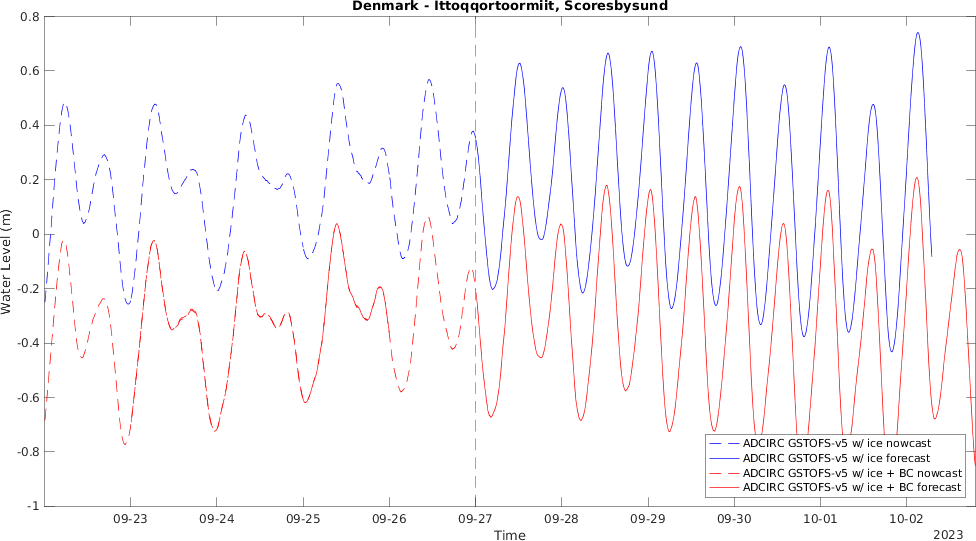 Denmark - Ittoqqortoormiit, Scoresbysund
0.8
0.6
0.4
0.2
0
-0.2
-0.4
-0.6
-0.8
-1
Water Level (m)
ADCIRC GSTOFS-v5 w/ ice nowcast
ADCIRC GSTOFS-v5 w/ ice forecast
ADCIRC GSTOFS-v5 w/ ice + BC nowcast
ADCIRC GSTOFS-v5 w/ ice + BC forecast
09-23 09-24 09-25 09-26 09-27 09-28 09-29 09-30 10-01 10-02
Time
2023